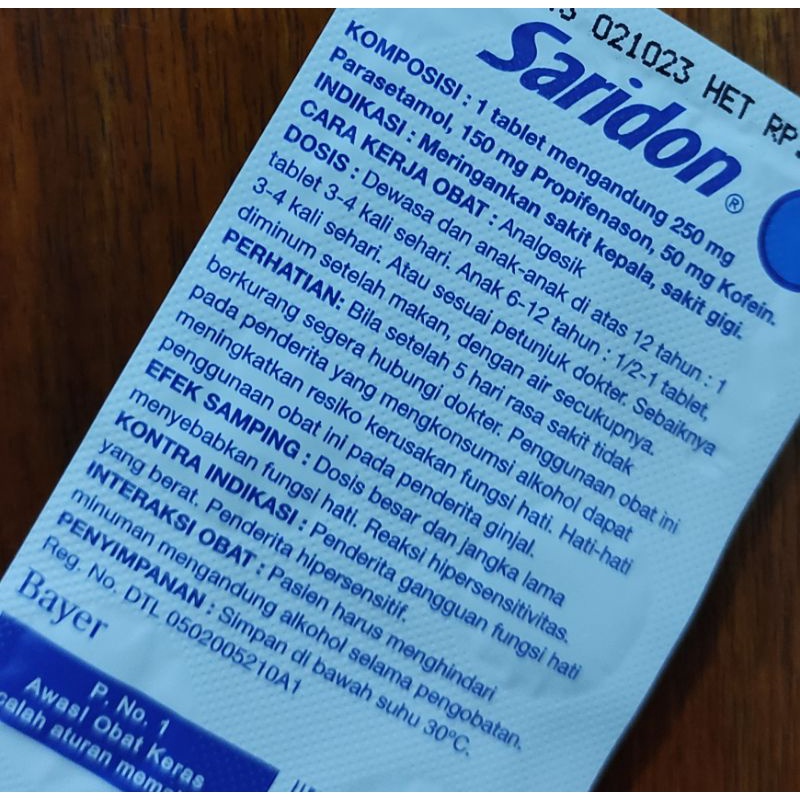 021023 HET RP
Saridon®
KOMPOSISI : 1 tablet mengandung 250 mg
Parasetamol, 150 mg Propifenason, 50 mg Kofein.
INDIKASI : Meringankan sakit kepala, sakit gigi.
CARA KERJA OBAT : Analgesik
DOSIS : Dewasa dan anak-anak di atas 12 tahun : 1
tablet 3-4 kali sehari. Anak 6-12 tahun : 1/2-1 tablet,
3-4 kali sehari. Atau sesuai petunjuk dokter. Sebaiknya
diminum setelah makan, dengan air secukupnya.
PERHATIAN: Bila setelah 5 hari rasa sakit tidak
berkurang segera hubungi dokter. Penggunaan obat ini
pada penderita yang mengkonsumsi alkohol dapat
meningkatkan resiko kerusakan fungsi hati. Hati-hati
penggunaan obat ini pada penderita ginjal.
EFEK SAMPING : Dosis besar dan jangka lama
menyebabkan fungsi hati. Reaksi hipersensitivitas.
KONTRA INDIKASI : Penderita gangguan fungsi hati
yang berat. Penderita hipersensitif.
INTERAKSI OBAT : Pasien harus menghindari
minuman mengandung alkohol selama pengobatan.
PENYIMPANAN : Simpan di bawah suhu 30°C.
Reg. No. DTL 0502005210A1
Bayer
P. No. 1
Awas! Obat Keras
aturan